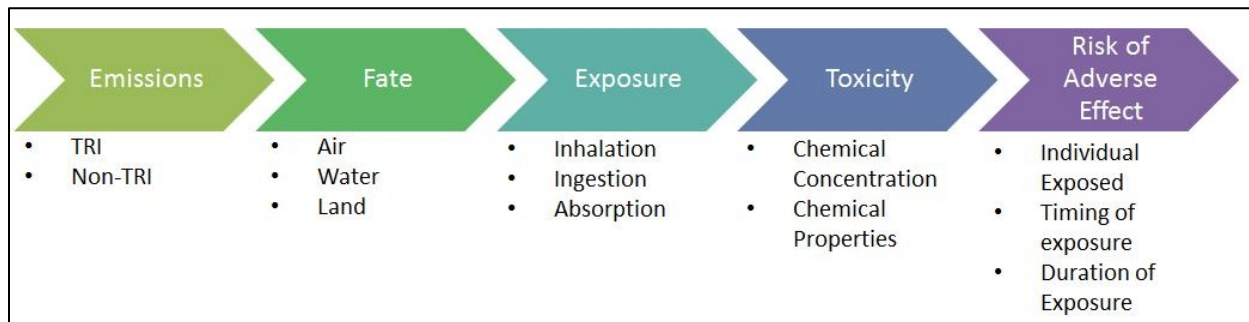 Emissions
• TRI
• Non-TRI
Fate
• Air
• Water
• Land
Exposure
• Inhalation
• Ingestion
• Absorption
Toxicity
• Chemical
Concentration
• Chemical
Properties
Risk of
Adverse
Effect
• Individual
Exposed
• Timing of
exposure
• Duration of
Exposure